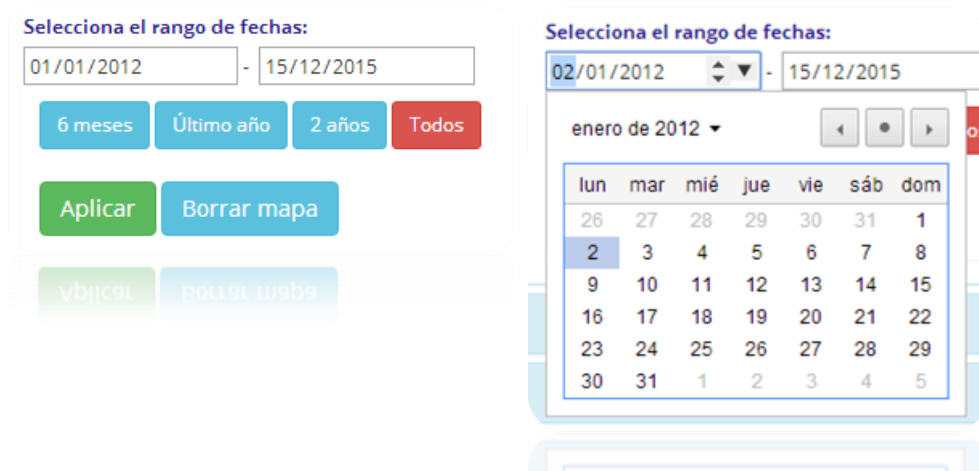 Selecciona el rango de fechas:
01/01/2012 - 15/12/2015
6 meses Último año 2 años Todos
Aplicar Borrar mapa
Selecciona el rango de fechas:
02/01/2012 - 15/12/2015
enero de 2012
lun mar mié jue vie sáb dom
26 27 28 29 30 31 1
2 3 4 5 6 7 8
9 10 11 12 13 14 15
16 17 18 19 20 21 22
23 24 25 26 27 28 29
30 31 1 2 3 4 5